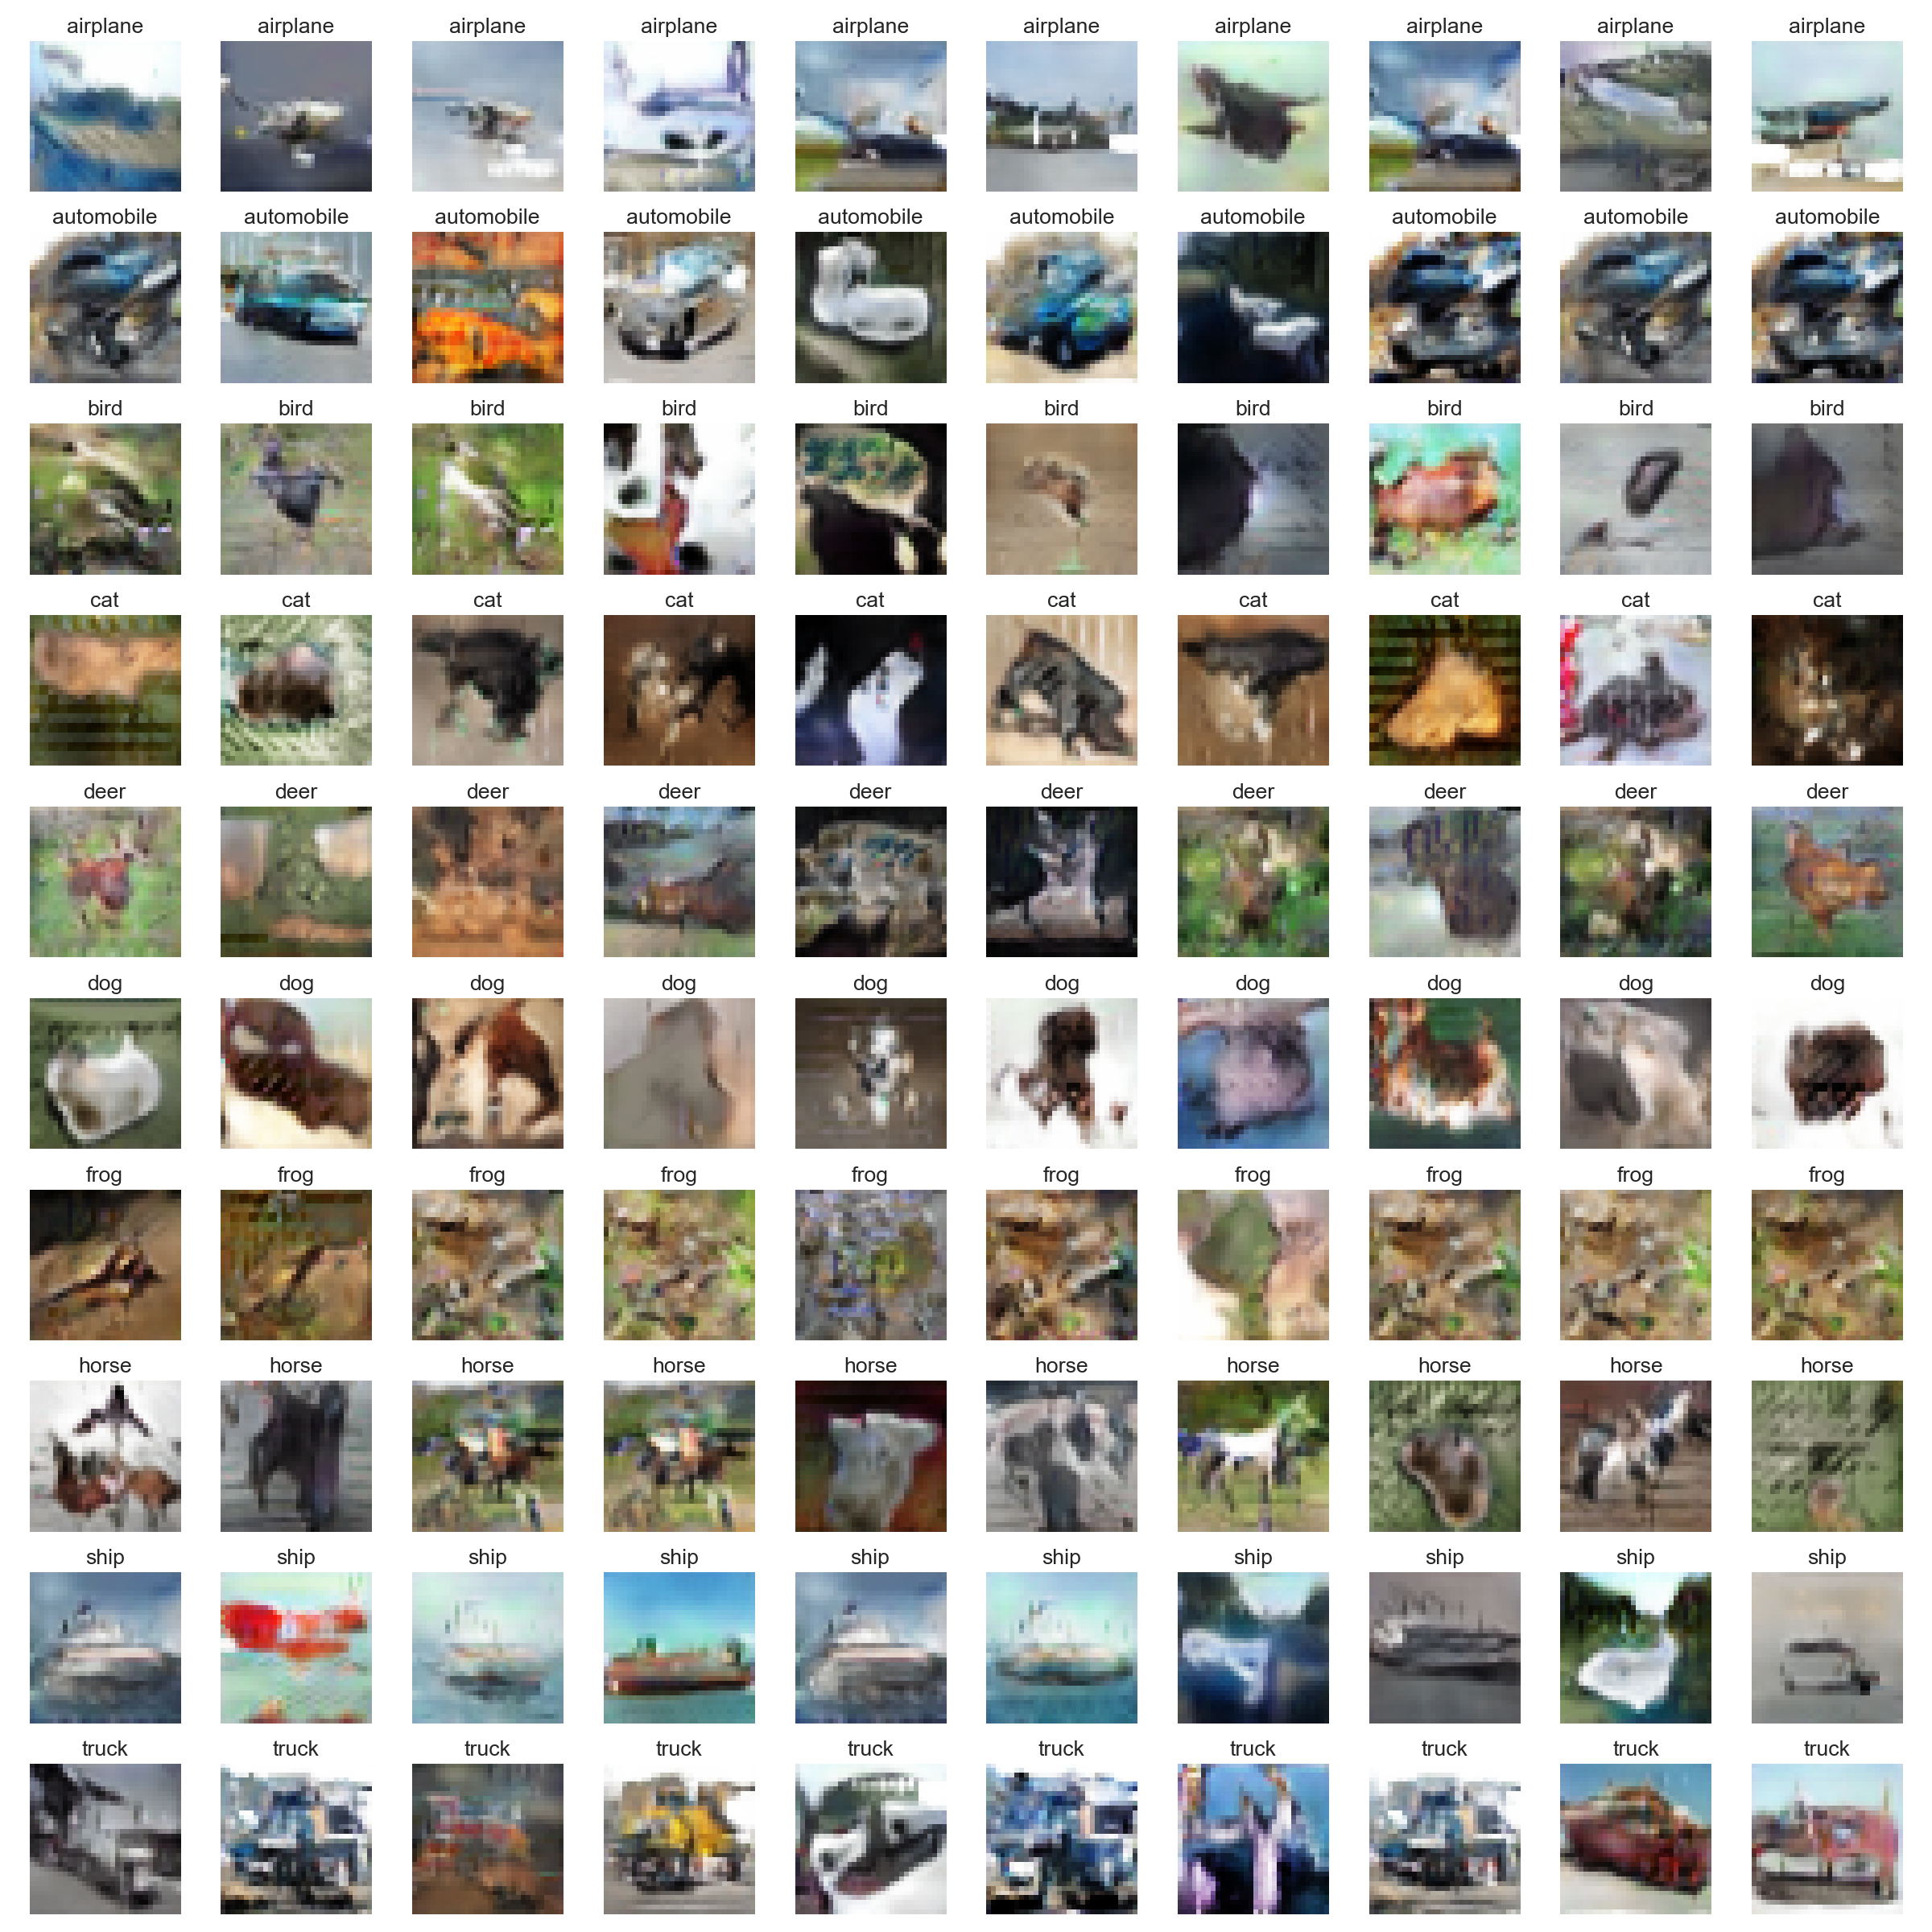 airplane airplane airplane airplane airplane airplane airplane airplane airplane airplane
automobile automobile automobile automobile automobile automobile automobile automobile automobile automobile
bird bird bird bird bird bird bird bird bird bird
cat cat cat cat cat cat cat cat cat cat
deer deer deer deer deer deer deer deer deer deer
dog dog dog dog dog dog dog dog dog dog
frog frog frog frog frog frog frog frog frog frog
horse horse horse horse horse horse horse horse horse horse
ship ship ship ship ship ship ship ship ship ship
truck truck truck truck truck truck truck truck truck truck